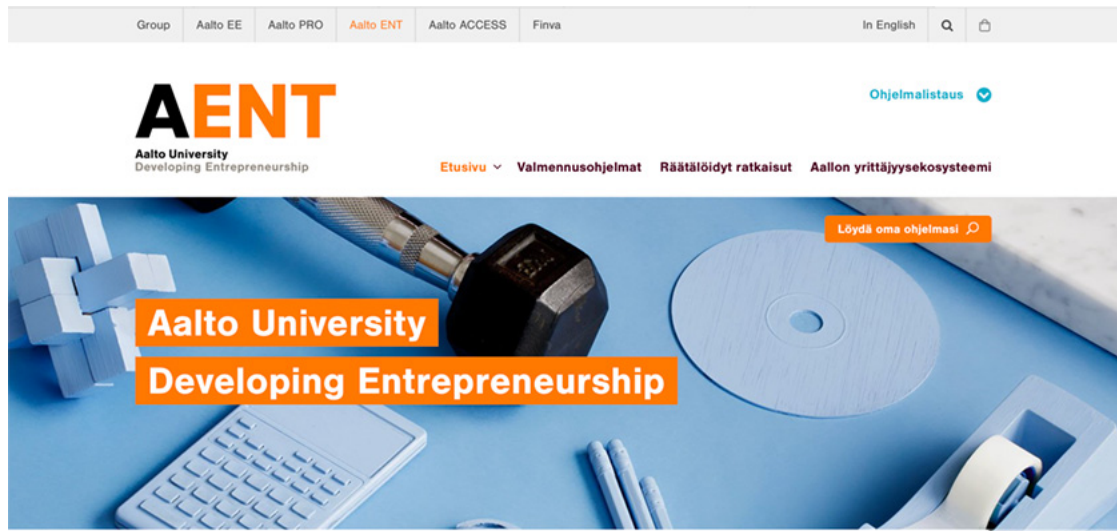 Group Aalto EE Aalto PRO Aalto ENT Aalto ACCESS Finva In English
AENT
Ohjelmalistaus
Aalto University
Developing Entrepreneurship
Etusivu Valmennusohjelmat Räätälöidyt ratkaisut Aallon yrittäjyysekosysteemi
Löydä oma ohjelmasi
Aalto University
Developing Entrepreneurship